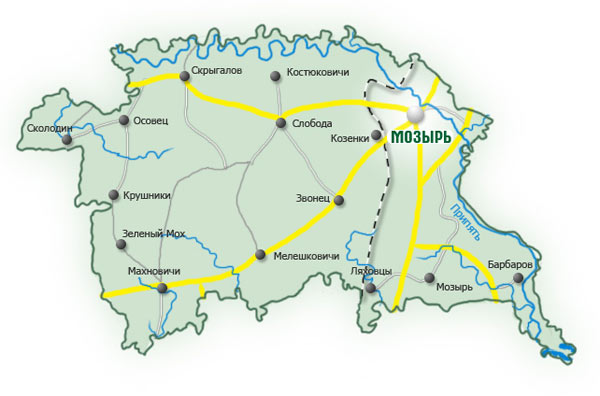 Скрыгалов
Костюковичи
Сколодин
Осовец
Слобода
Козенки
МОЗЫРЬ
Крушники
Звонец
Припять
Зеленый Мох
Мелешковичи
Махновичи
Ляховцы
Барбаров
Мозырь